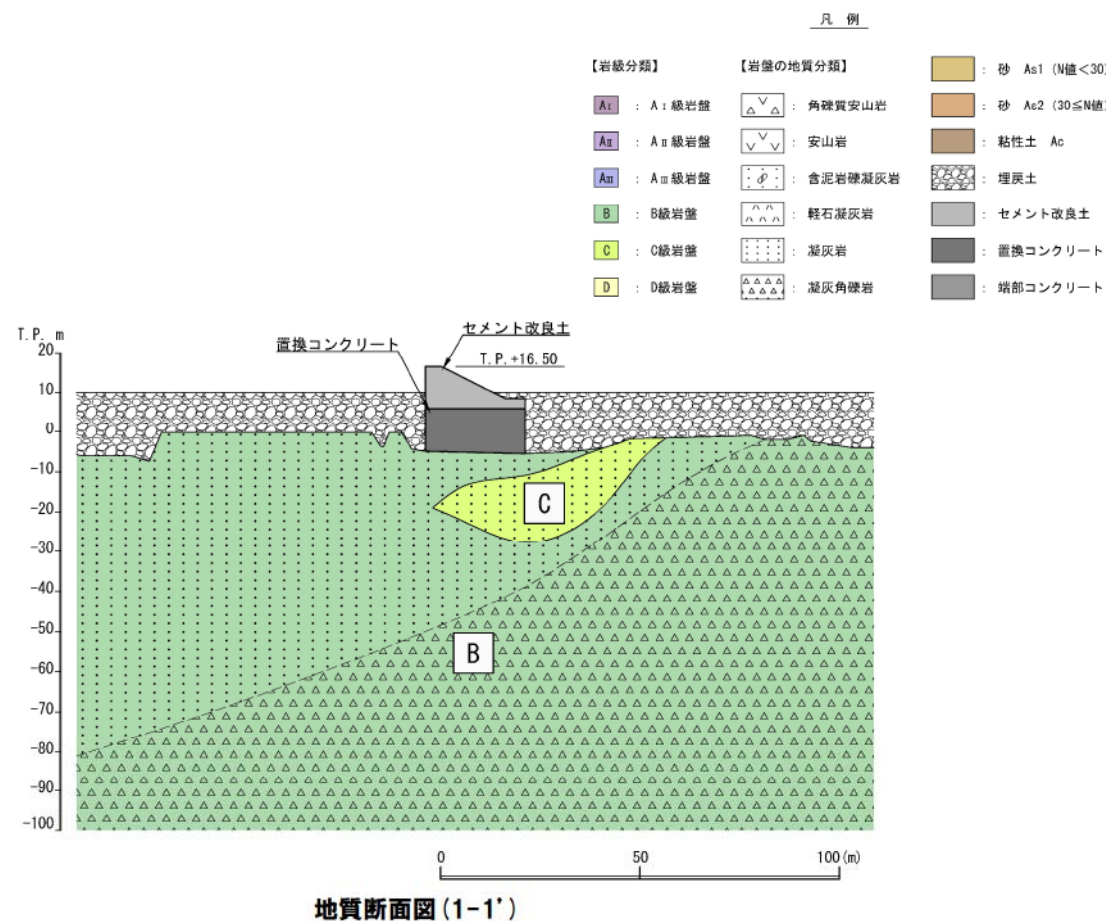 凡 例
【岩級分類】
AI : AI級岩盤
AII : AII級岩盤
AIII : AIII級岩盤
B : B級岩盤
C : C級岩盤
D : D級岩盤
【岩盤の地質分類】
: 角礫質安山岩
: 安山岩
: 含泥岩礫凝灰岩
: 軽石凝灰岩
: 凝灰岩
: 凝灰角礫岩
: 砂 As1 (N値<30)
: 砂 As2 (30≦N値)
: 粘性土 Ac
: 埋戻土
: セメント改良土
: 置換コンクリート
: 端部コンクリート
T.P. m
20
10
0
-10
-20
-30
-40
-50
-60
-70
-80
-90
-100
セメント改良土
置換コンクリート
T.P.+16.50
C
B
0 50 100(m)
地質断面図(1-1')